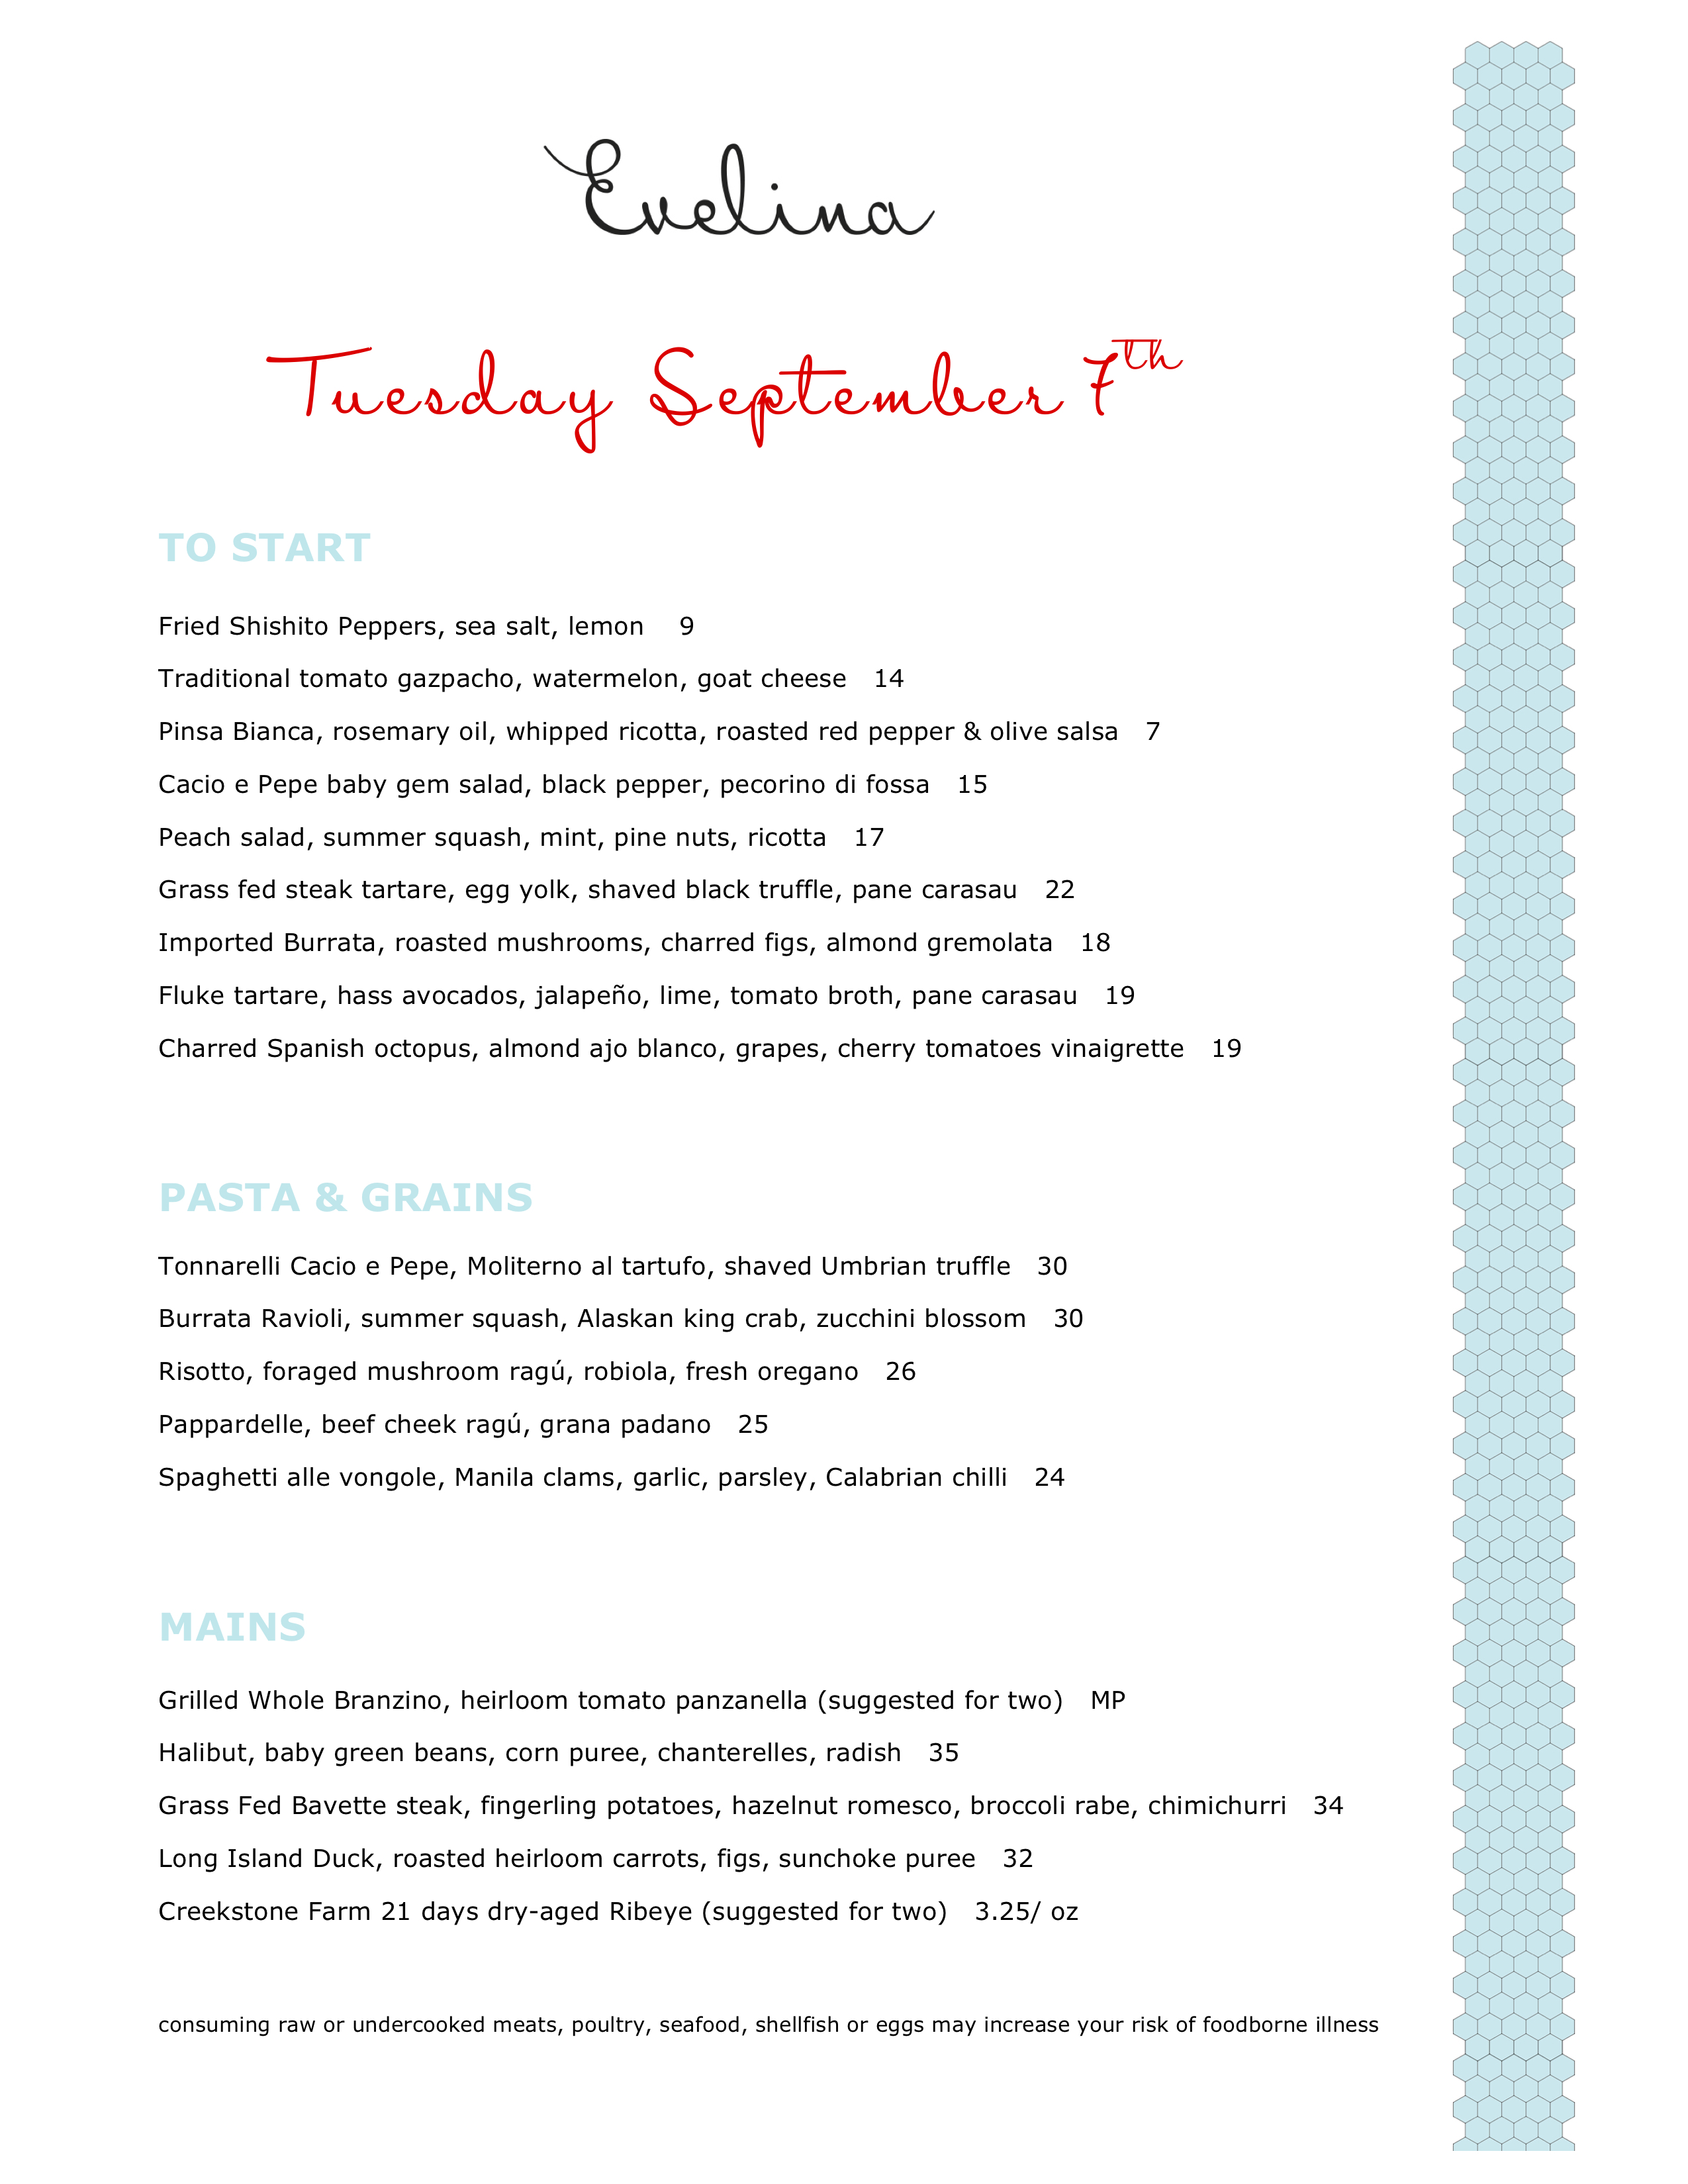 Evelina
Tuesday September 7th
TO START
Fried Shishito Peppers, sea salt, lemon 9
Traditional tomato gazpacho, watermelon, goat cheese 14
Pinsa Bianca, rosemary oil, whipped ricotta, roasted red pepper & olive salsa 7
Cacio e Pepe baby gem salad, black pepper, pecorino di fossa 15
Peach salad, summer squash, mint, pine nuts, ricotta 17
Grass fed steak tartare, egg yolk, shaved black truffle, pane carasau 22
Imported Burrata, roasted mushrooms, charred figs, almond gremolata 18
Fluke tartare, hass avocados, jalapeño, lime, tomato broth, pane carasau 19
Charred Spanish octopus, almond ajo blanco, grapes, cherry tomatoes vinaigrette 19
PASTA & GRAINS
Tonnarelli Cacio e Pepe, Moliterno al tartufo, shaved Umbrian truffle 30
Burrata Ravioli, summer squash, Alaskan king crab, zucchini blossom 30
Risotto, foraged mushroom ragú, robiola, fresh oregano 26
Pappardelle, beef cheek ragú, grana padano 25
Spaghetti alle vongole, Manila clams, garlic, parsley, Calabrian chilli 24
MAINS
Grilled Whole Branzino, heirloom tomato panzanella (suggested for two) MP
Halibut, baby green beans, corn puree, chanterelles, radish 35
Grass Fed Bavette steak, fingerling potatoes, hazelnut romesco, broccoli rabe, chimichurri 34
Long Island Duck, roasted heirloom carrots, figs, sunchoke puree 32
Creekstone Farm 21 days dry-aged Ribeye (suggested for two) 3.25/ oz
consuming raw or undercooked meats, poultry, seafood, shellfish or eggs may increase your risk of foodborne illness